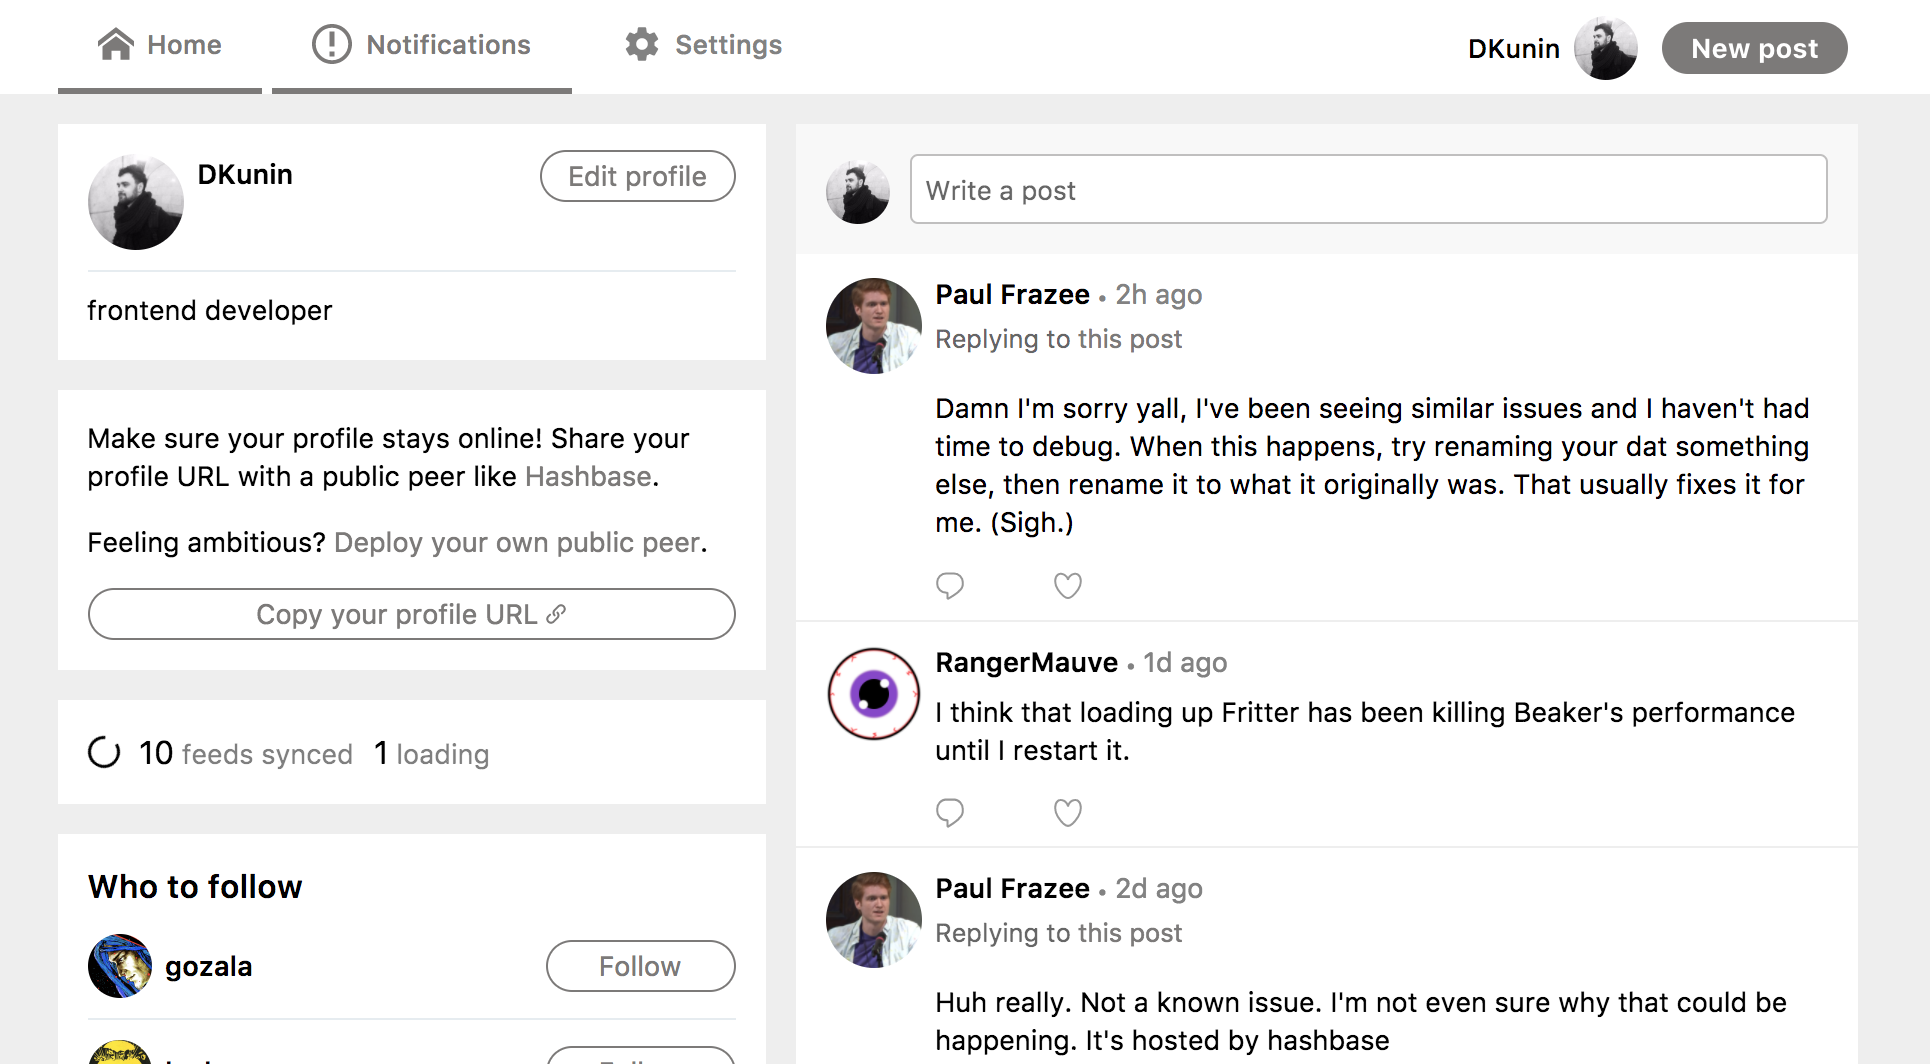 Home
Notifications
Settings
DKunin
New post
DKunin
Edit profile
frontend developer
Make sure your profile stays online! Share your
profile URL with a public peer like Hashbase.
Feeling ambitious? Deploy your own public peer.
Copy your profile URL
10 feeds synced 1 loading
Who to follow
gozala
Follow
Write a post
Paul Frazee • 2h ago
Replying to this post
Damn I'm sorry yall, I've been seeing similar issues and I haven't had
time to debug. When this happens, try renaming your dat something
else, then rename it to what it originally was. That usually fixes it for
me. (Sigh.)
RangerMauve • 1d ago
I think that loading up Fritter has been killing Beaker's performance
until I restart it.
Paul Frazee • 2d ago
Replying to this post
Huh really. Not a known issue. I'm not even sure why that could be
happening. It's hosted by hashbase